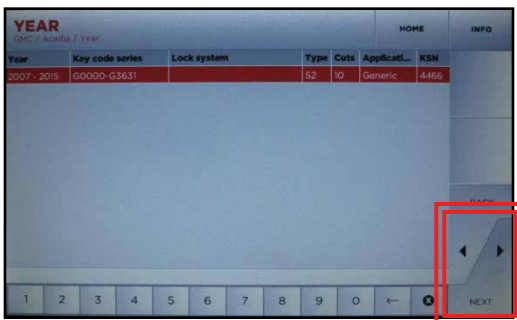 YEAR
GMC / Acadia / Year
HOME
INFO
Year Key code series Lock system Type Cuts Applicati... KSN
2007 - 2015 G0000-G3631 S2 10 Generic 4466
BACK
1 2 3 4 5 6 7 8 9 0 ← X
NEXT